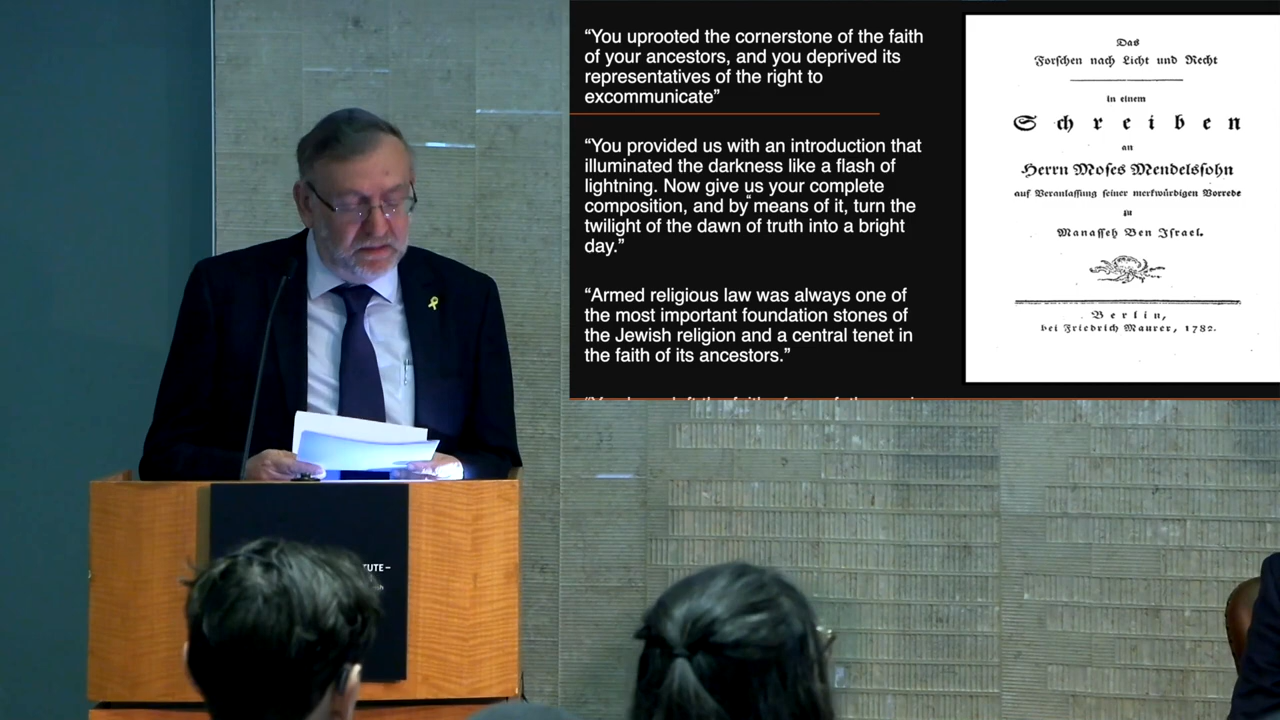 “You uprooted the cornerstone of the faith
of your ancestors, and you deprived its
representatives of the right to
excommunicate”
“You provided us with an introduction that
illuminated the darkness like a flash of
lightning. Now give us your complete
composition, and by means of it, turn the
twilight of the dawn of truth into a bright
day.”
“Armed religious law was always one of
the most important foundation stones of
the Jewish religion and a central tenet in
the faith of its ancestors.”
Das
Forschen nach Licht und Recht
in einem
Schreiben
an
Herrn Moses Mendelssohn
auf Veranlassung seiner merkwürdigen Vorrede
zu
Manasseh Ben Israel.
Berlin,
bei Friedrich Maurer, 1782.